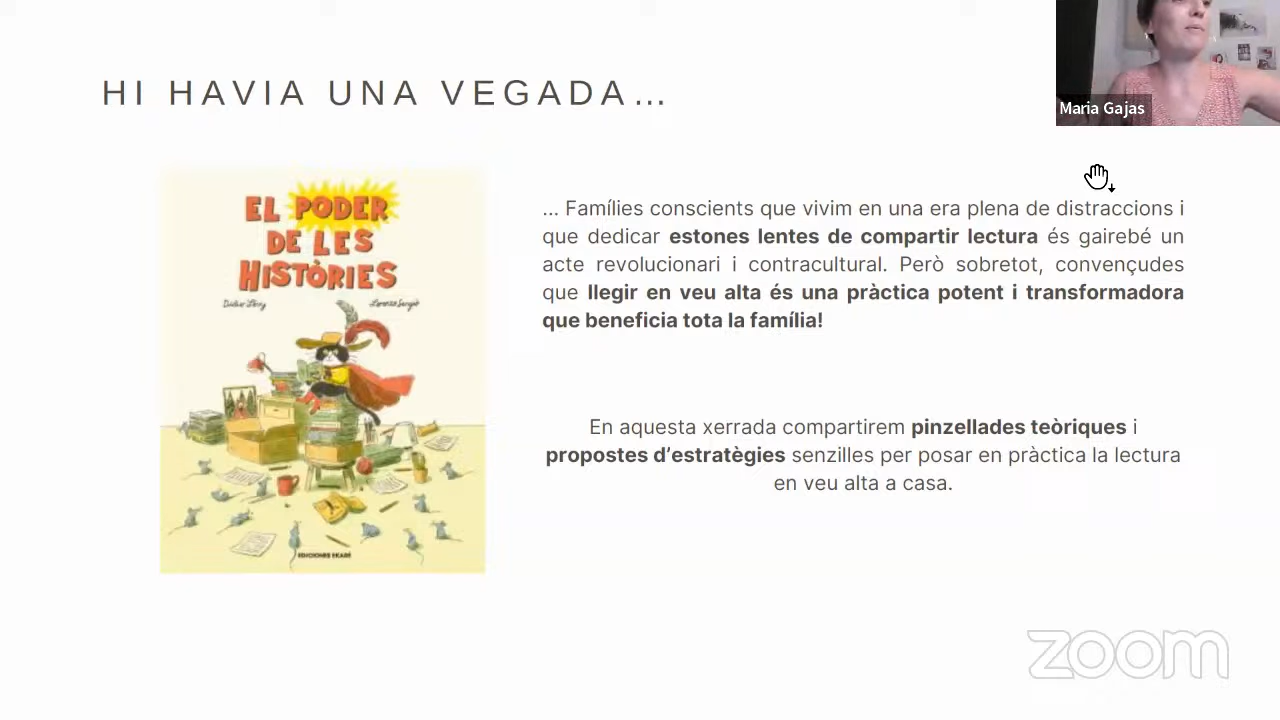 HI HAVIA UNA VEGADA...
Maria Gajas
EL PODER
DE LES
HISTÒRIES
... Famílies conscients que vivim en una era plena de distraccions i
que dedicar estones lentes de compartir lectura és gairebé un
acte revolucionari i contracultural. Però sobretot, convençudes
que llegir en veu alta és una pràctica potent i transformadora
que beneficia tota la família!
En aquesta xerrada compartirem pinzellades teòriques i
propostes d’estratègies senzilles per posar en pràctica la lectura
en veu alta a casa.
EDICIONES EKARÉ
zoom